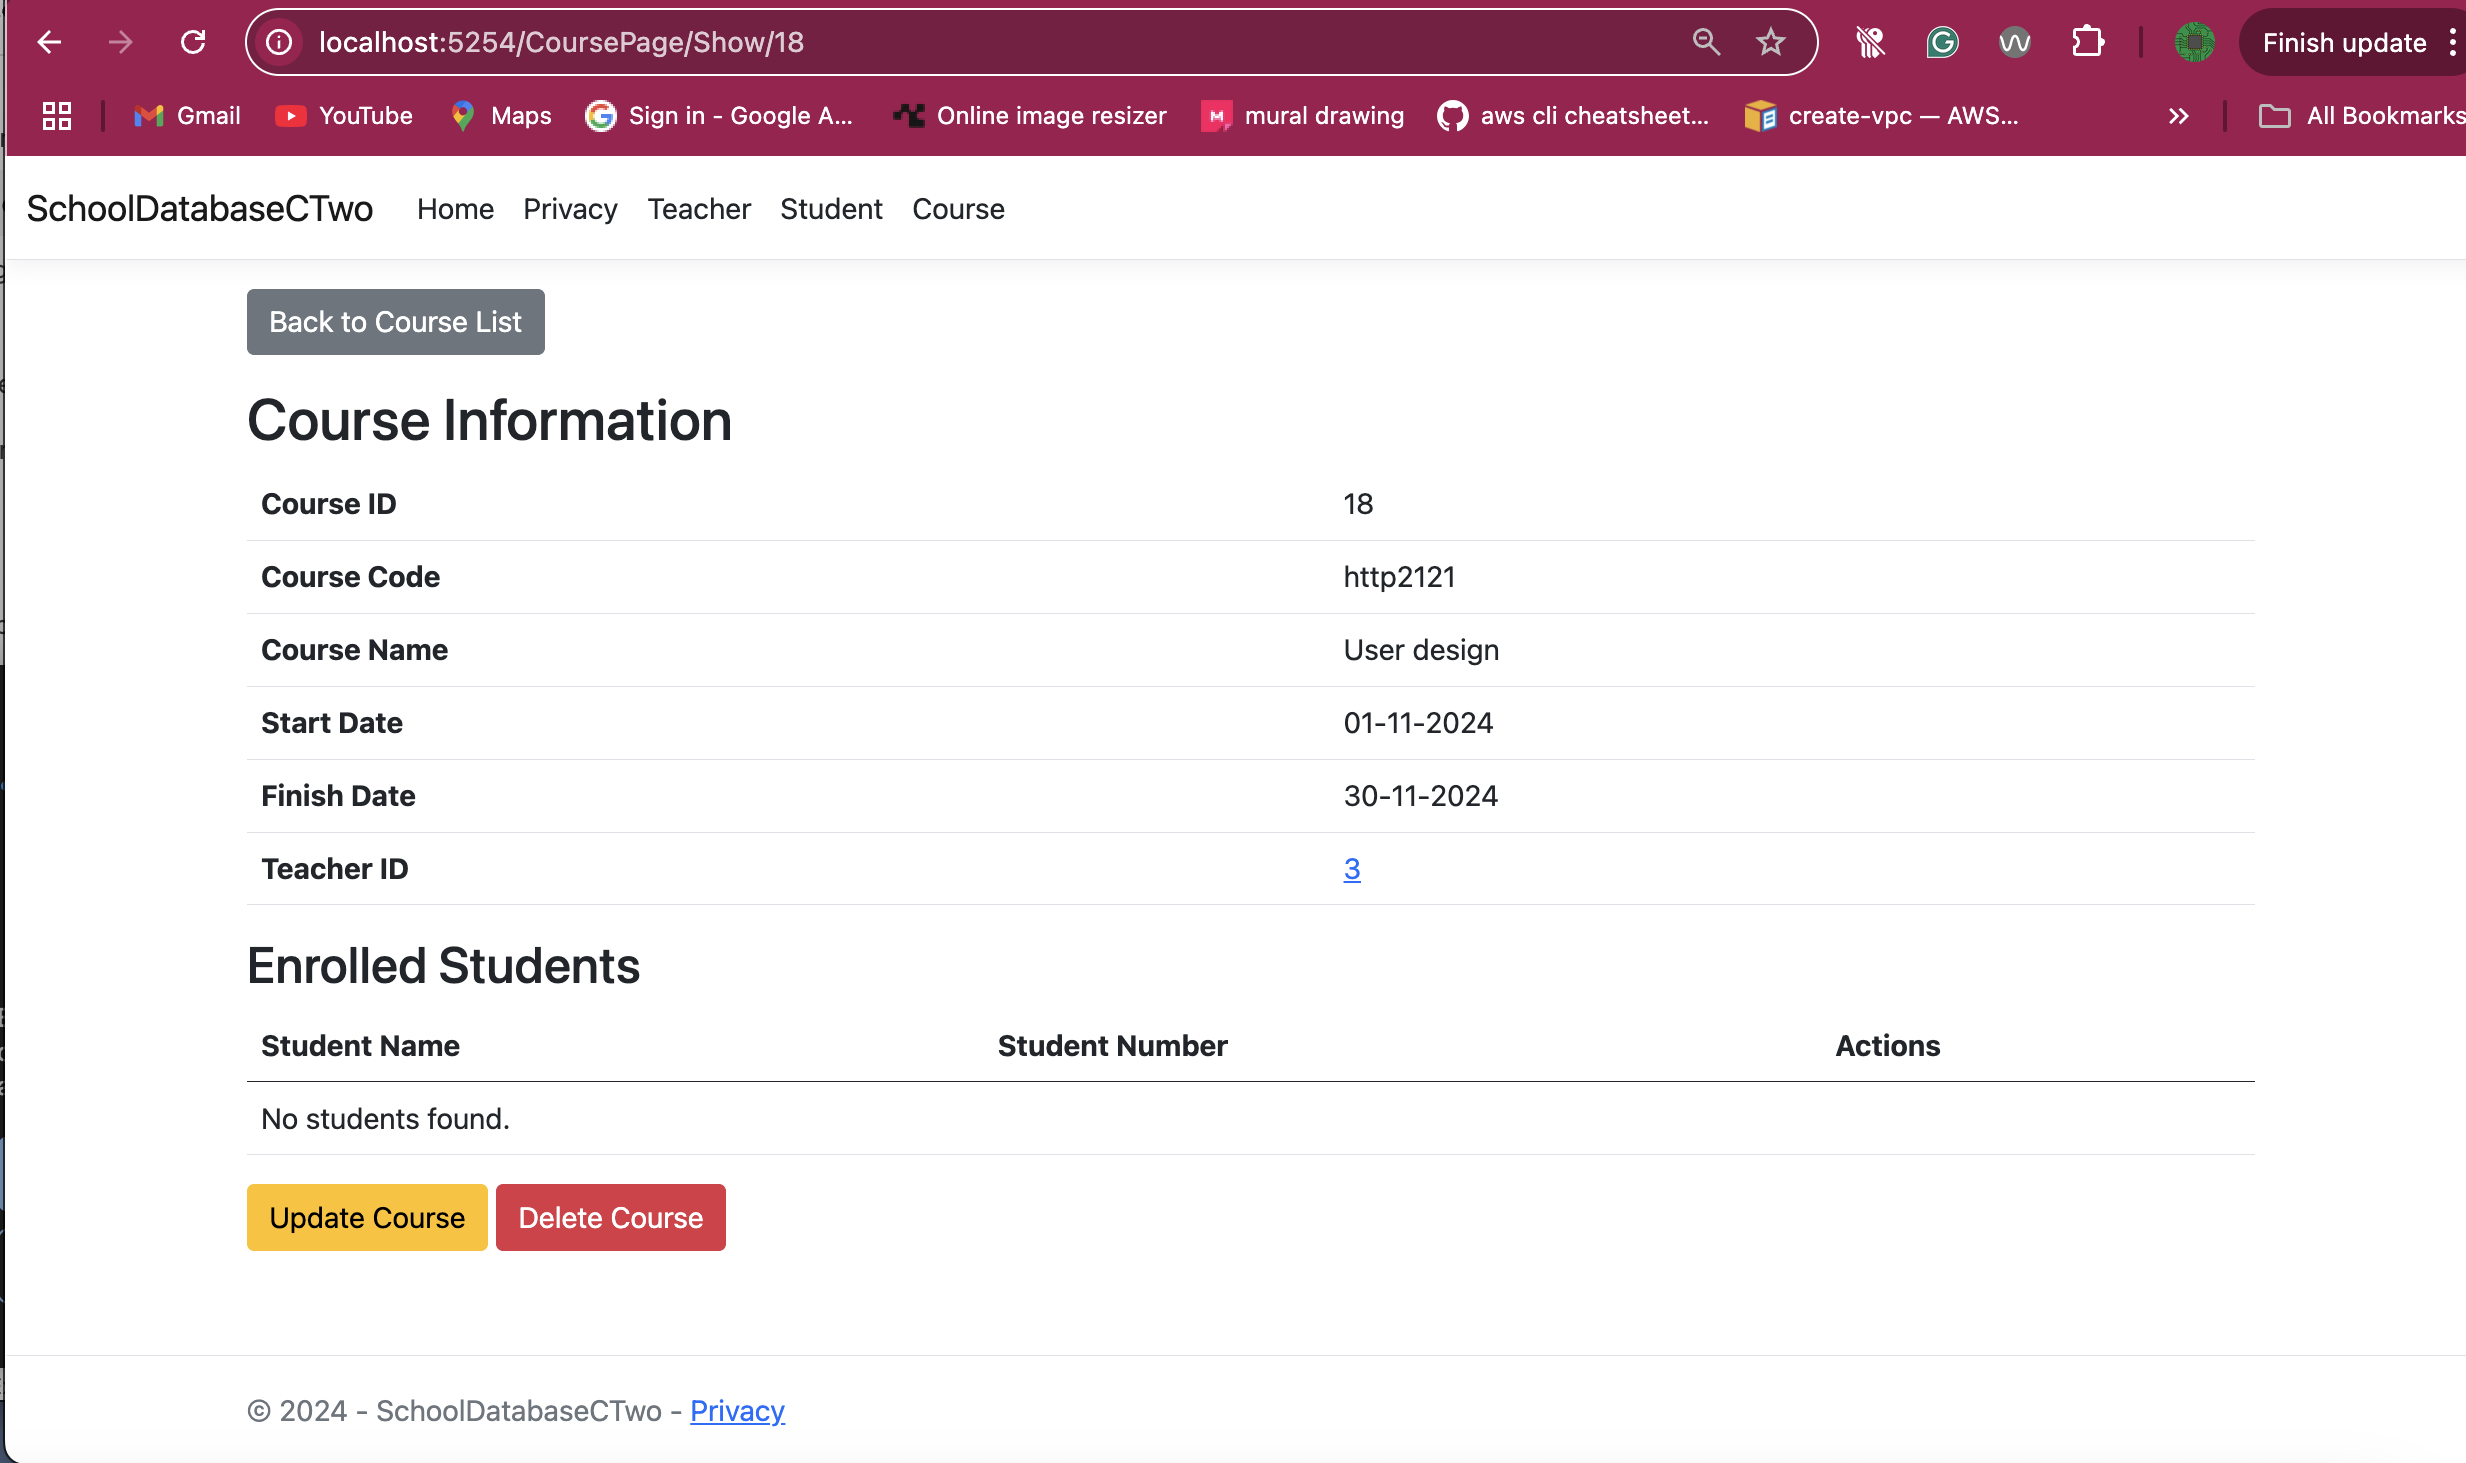 localhost:5254/CoursePage/Show/18
Finish update
Gmail YouTube Maps Sign in - Google A... Online image resizer mural drawing aws cli cheatsheet... create-vpc — AWS... All Bookmarks
SchoolDatabaseCTwo Home Privacy Teacher Student Course
Back to Course List
Course Information
Course ID 18
Course Code http2121
Course Name User design
Start Date 01-11-2024
Finish Date 30-11-2024
Teacher ID 3
Enrolled Students
Student Name Student Number Actions
No students found.
Update Course Delete Course
© 2024 - SchoolDatabaseCTwo - Privacy